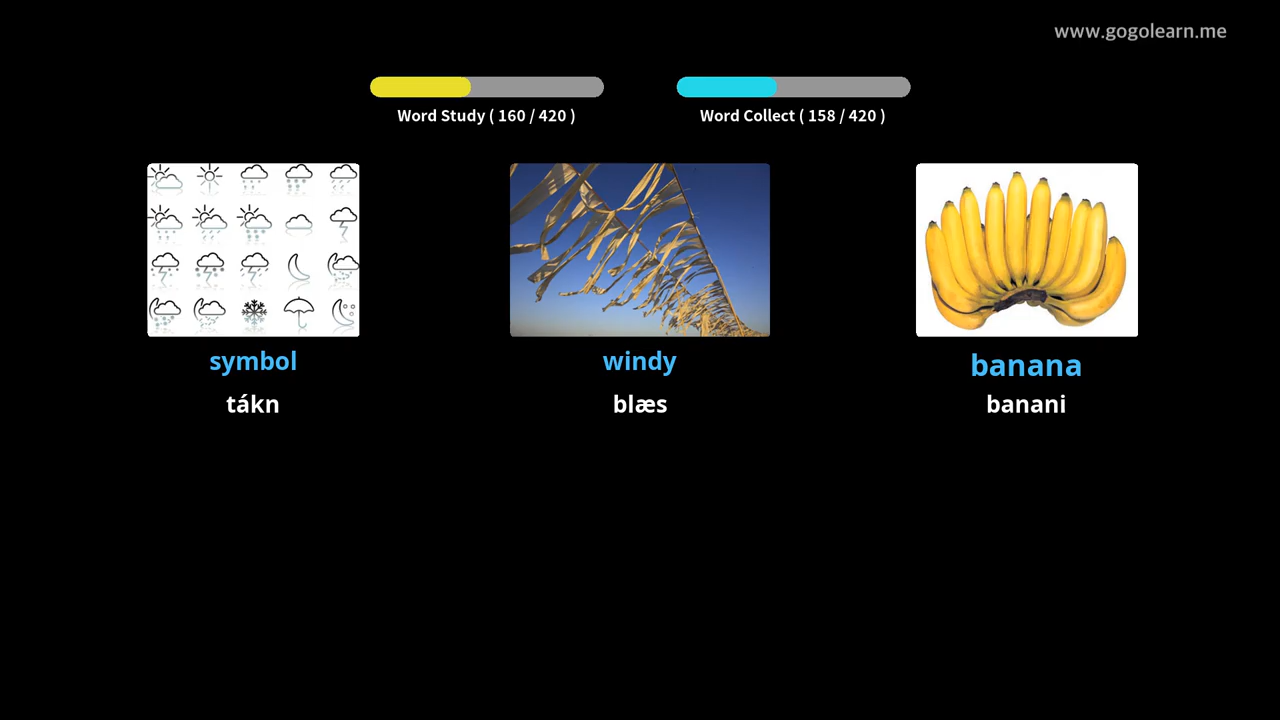 www.gogolearn.me
Word Study ( 160 / 420 )
Word Collect ( 158 / 420 )
symbol
windy
banana
tákn
blæs
banani